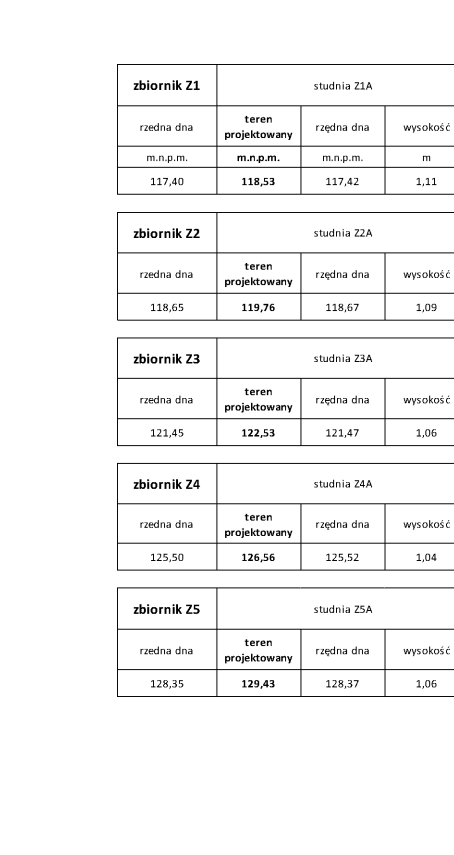 zbiornik Z1 studnia Z1A
rzedna dna teren projektowany rzędna dna wysokość
m.n.p.m. m.n.p.m. m.n.p.m. m
117,40 118,53 117,42 1,11
zbiornik Z2 studnia Z2A
rzedna dna teren projektowany rzędna dna wysokość
118,65 119,76 118,67 1,09
zbiornik Z3 studnia Z3A
rzedna dna teren projektowany rzędna dna wysokość
121,45 122,53 121,47 1,06
zbiornik Z4 studnia Z4A
rzedna dna teren projektowany rzędna dna wysokość
125,50 126,56 125,52 1,04
zbiornik Z5 studnia Z5A
rzedna dna teren projektowany rzędna dna wysokość
128,35 129,43 128,37 1,06